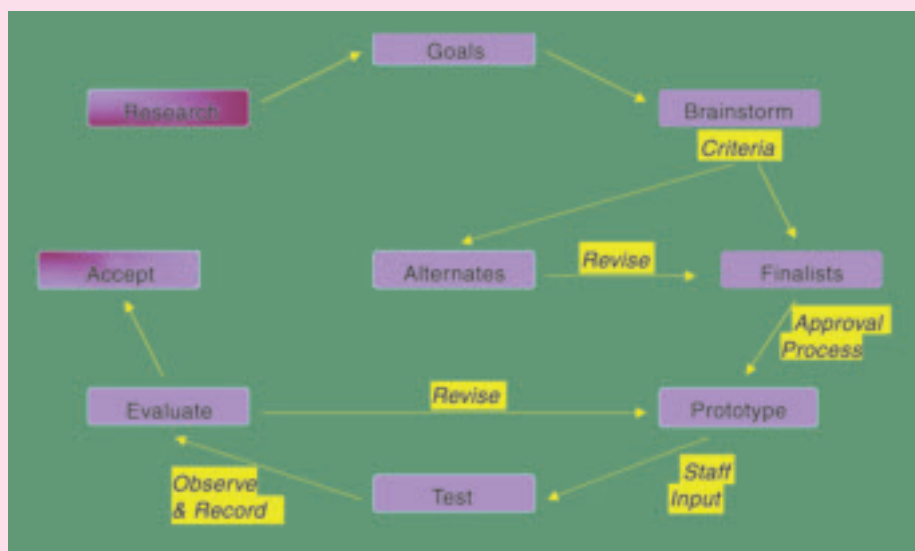 Goals
Research
Brainstorm
Criteria
Accept
Alternates
Revise
Finalists
Approval
Process
Evaluate
Revise
Prototype
Observe
& Record
Test
Staff
Input